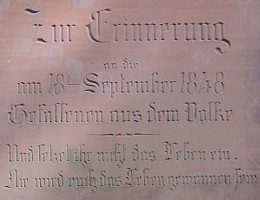 Zur Erinnerung
an die
am 18ten September 1848
Gefallenen aus dem Volke
Und setzet ihr nicht das Leben ein,
Nie wird euch das Leben gewonnen sein